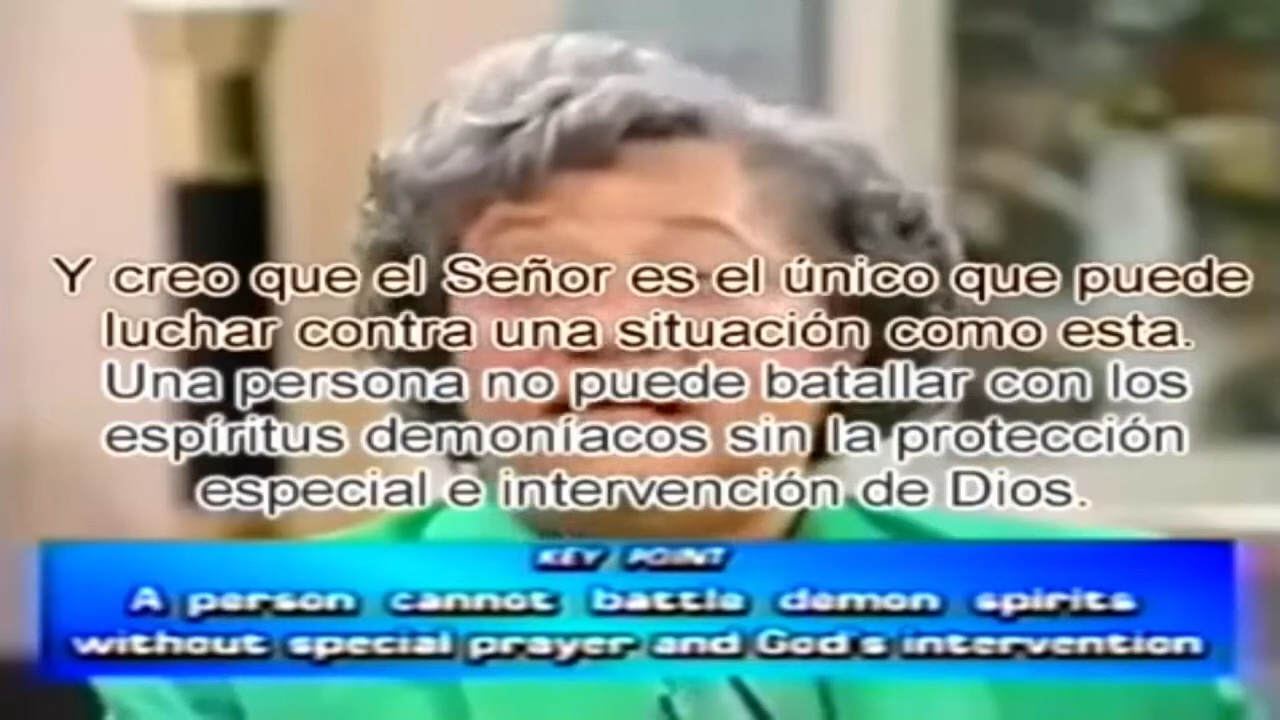 Y creo que el Señor es el único que puede
luchar contra una situación como esta.
Una persona no puede batallar con los
espíritus demoníacos sin la protección
especial e intervención de Dios.
KEY POINT
A person cannot battle demon spirits
without special prayer and God's intervention